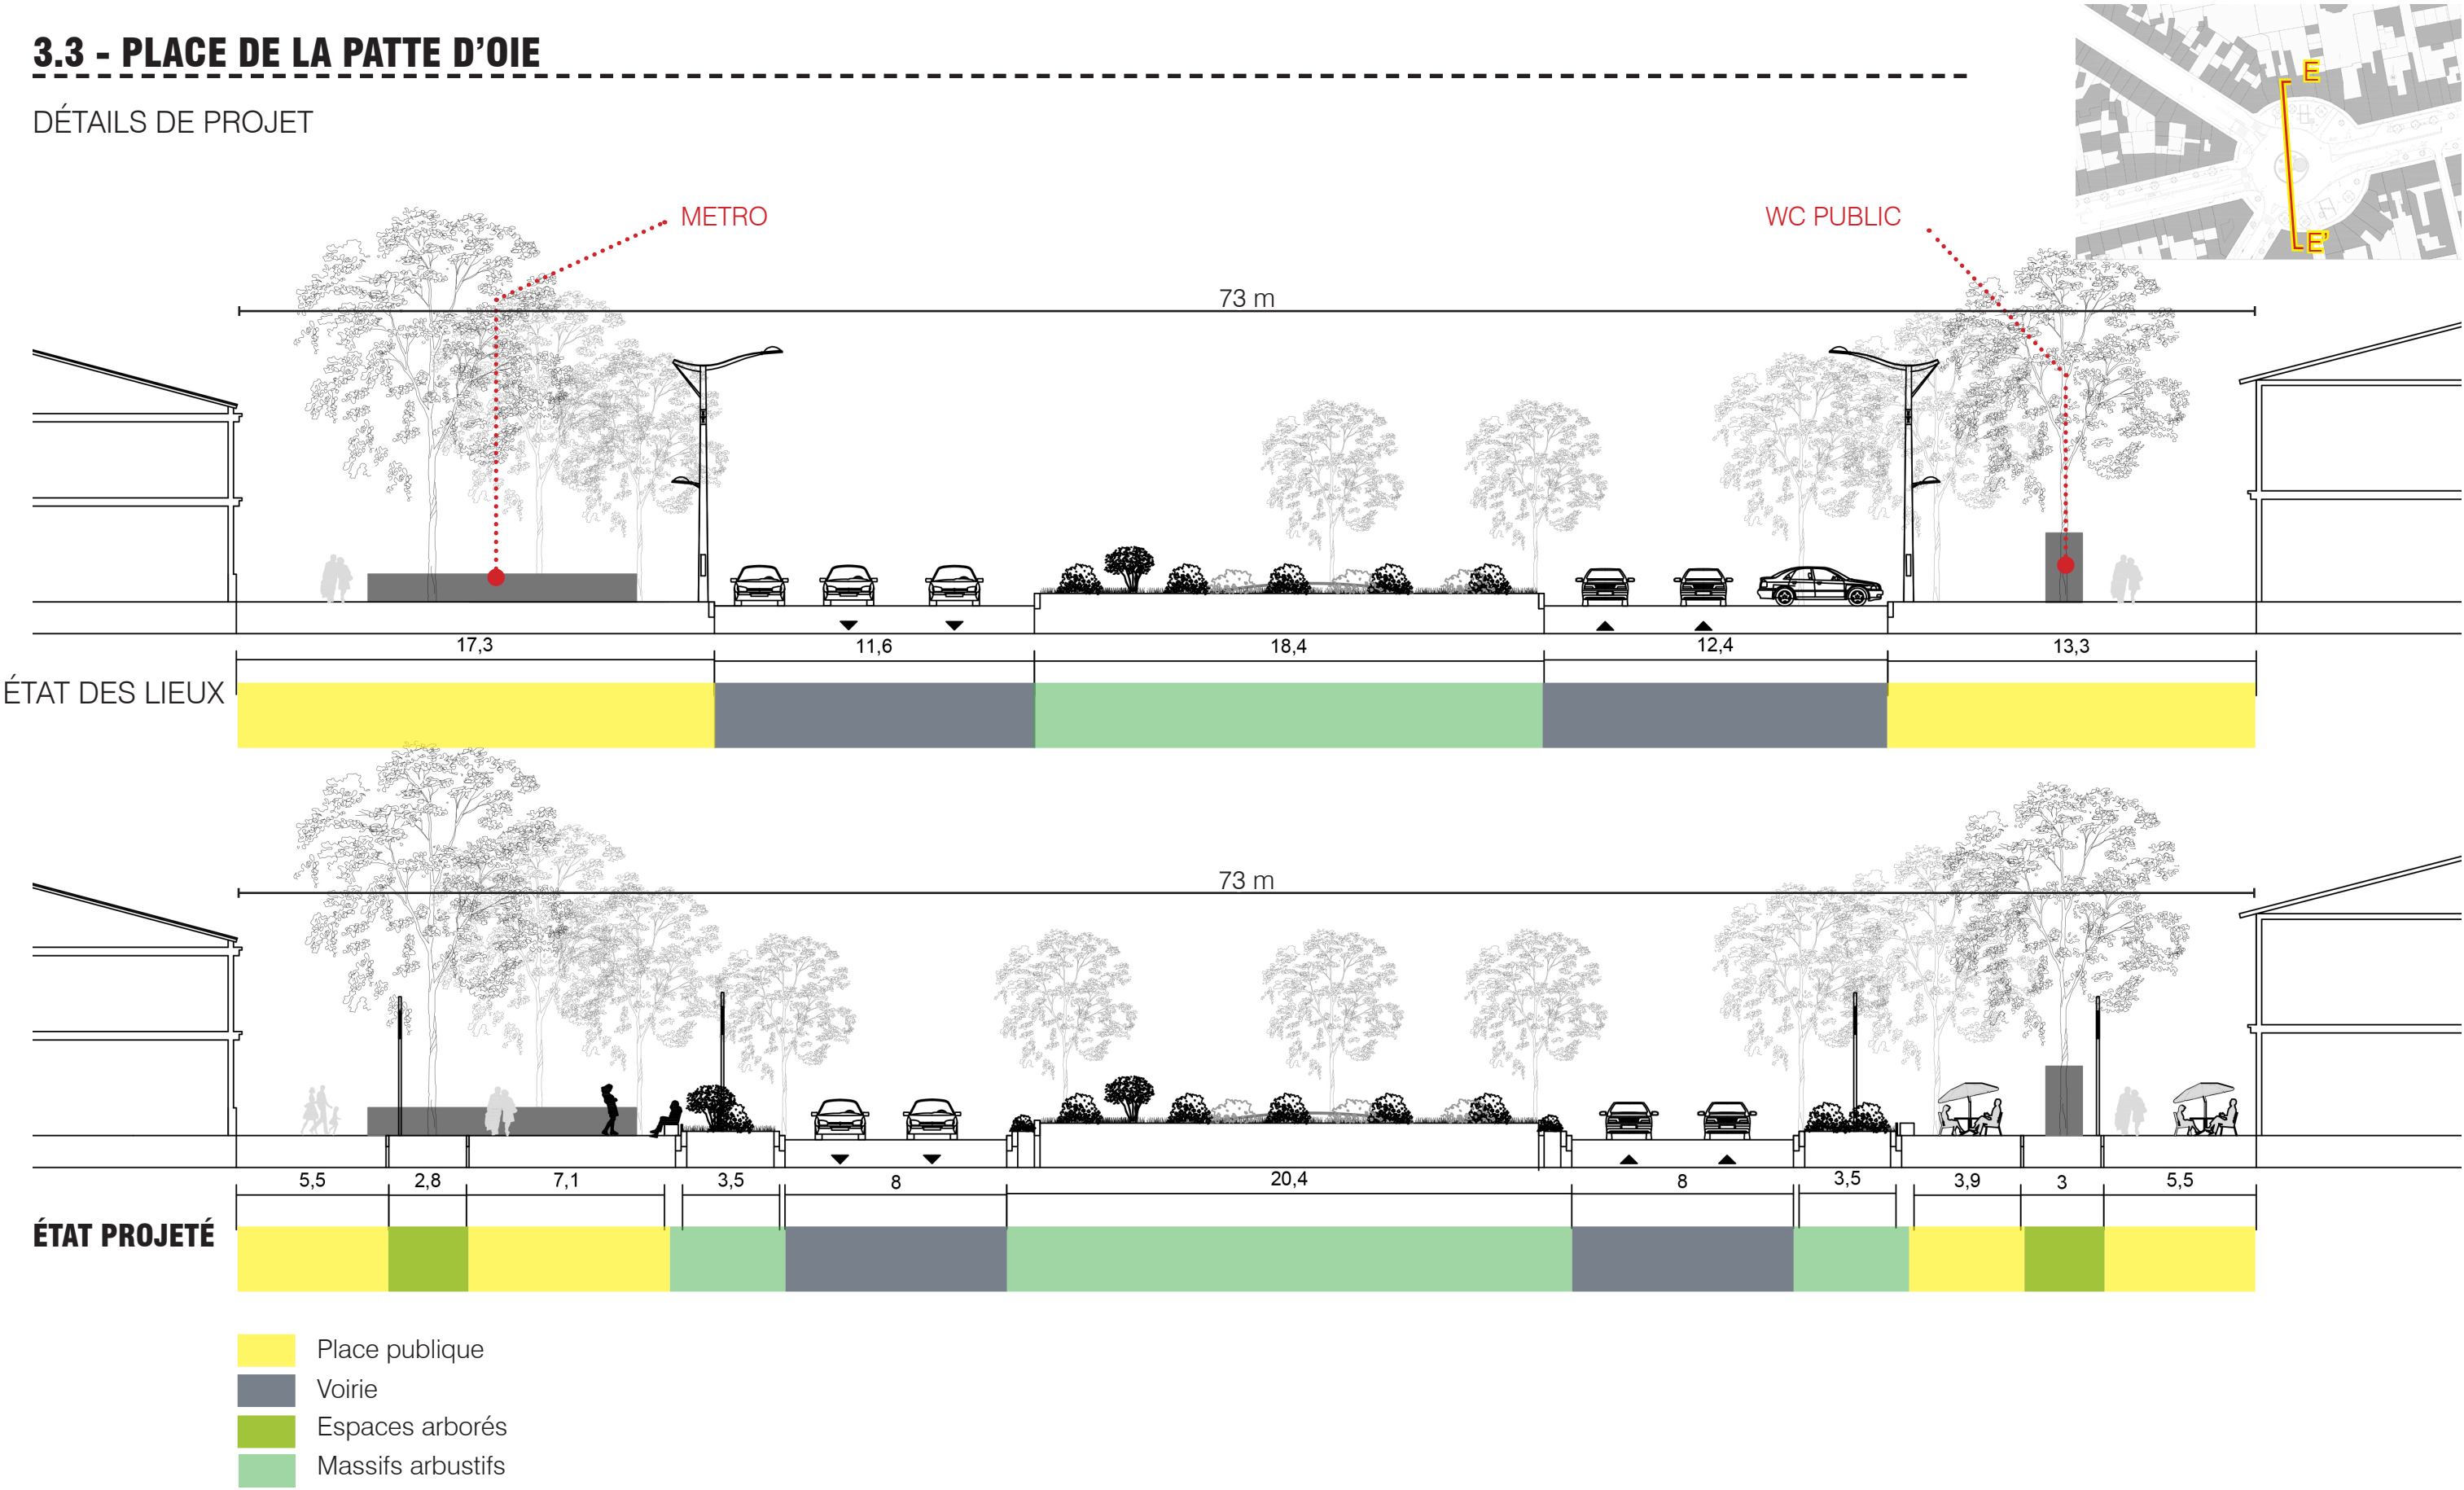 3.3 - PLACE DE LA PATTE D’OIE
DÉTAILS DE PROJET
E
E’
METRO
WC PUBLIC
73 m
17,3
11,6
18,4
12,4
13,3
ÉTAT DES LIEUX
73 m
5,5
2,8
7,1
3,5
8
20,4
8
3,5
3,9
3
5,5
ÉTAT PROJETÉ
Place publique
Voirie
Espaces arborés
Massifs arbustifs